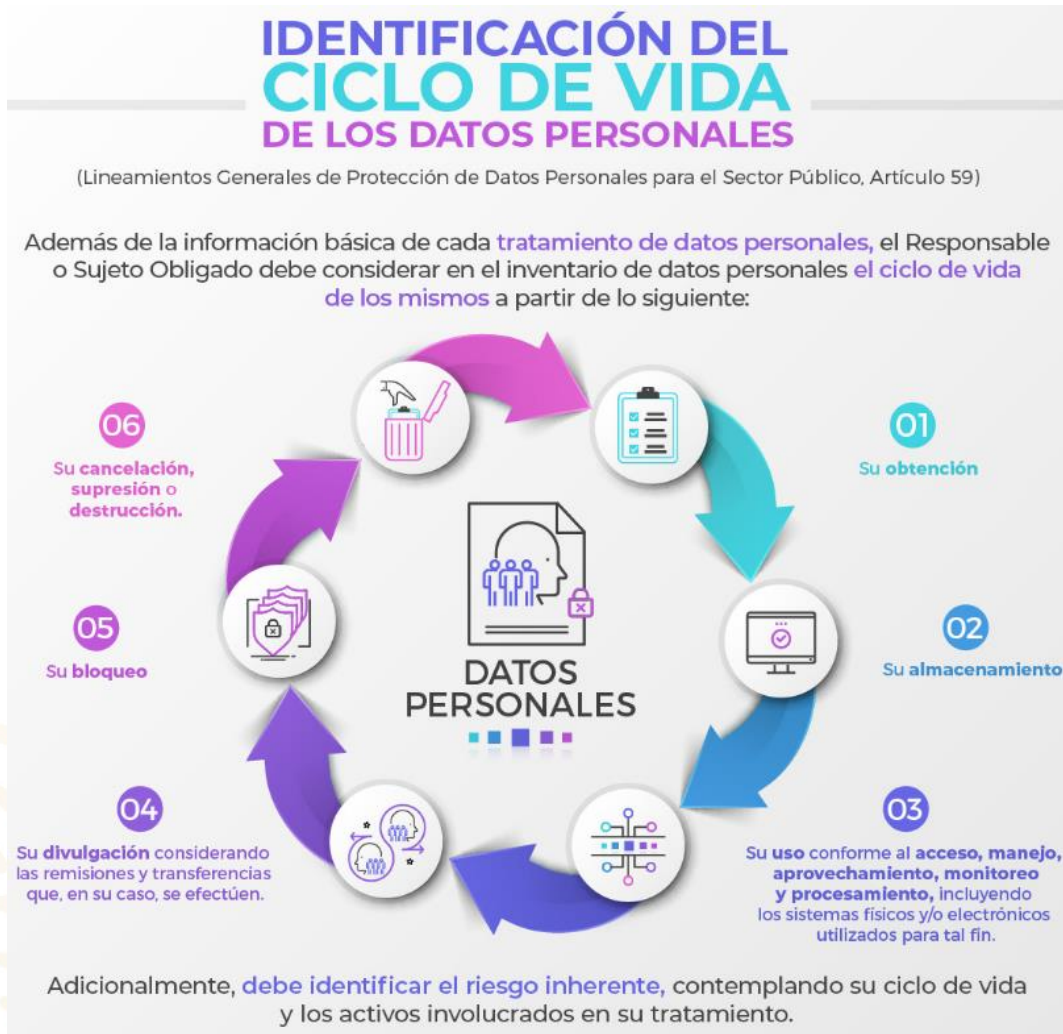 IDENTIFICACIÓN DEL
CICLO DE VIDA
DE LOS DATOS PERSONALES
(Lineamientos Generales de Protección de Datos Personales para el Sector Público, Artículo 59)
Además de la información básica de cada tratamiento de datos personales, el Responsable
o Sujeto Obligado debe considerar en el inventario de datos personales el ciclo de vida
de los mismos a partir de lo siguiente:
01
Su obtención
02
Su almacenamiento
03
Su uso conforme al acceso, manejo,
aprovechamiento, monitoreo
y procesamiento, incluyendo
los sistemas físicos y/o electrónicos
utilizados para tal fin.
04
Su divulgación considerando
las remisiones y transferencias
que, en su caso, se efectúen.
05
Su bloqueo
06
Su cancelación,
supresión o
destrucción.
DATOS
PERSONALES
Adicionalmente, debe identificar el riesgo inherente, contemplando su ciclo de vida
y los activos involucrados en su tratamiento.